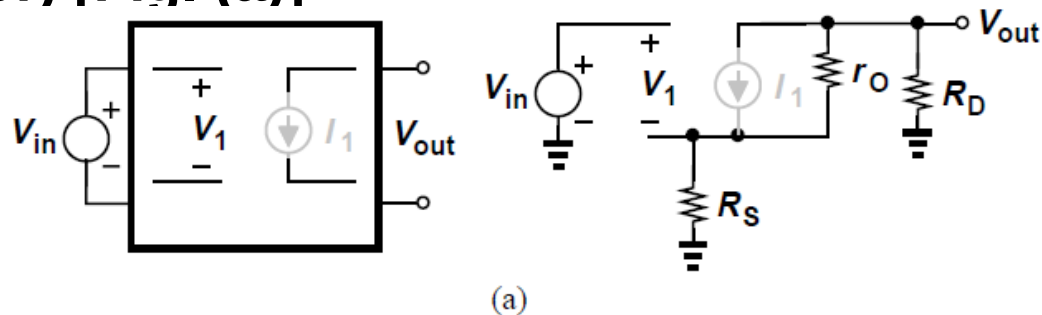 V_in + − V_1 + − I_1 V_out
V_in + − V_1 + − I_1 r_O R_D V_out
R_S
(a)